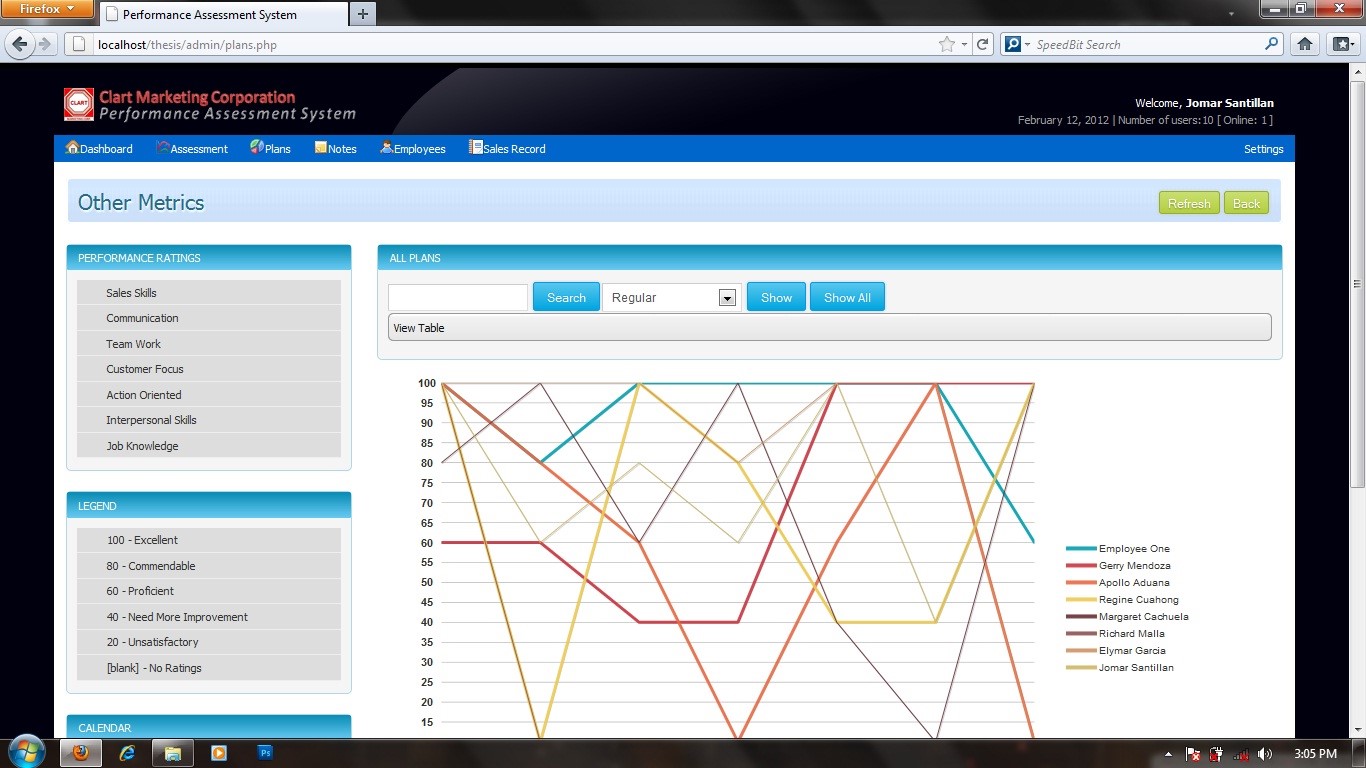 Firefox
Performance Assessment System
localhost/thesis/admin/plans.php
SpeedBit Search
CLART
Clart Marketing Corporation
Performance Assessment System
Welcome, Jomar Santillan
February 12, 2012 | Number of users:10 [ Online: 1 ]
Dashboard Assessment Plans Notes Employees Sales Record Settings
Other Metrics
Refresh Back
PERFORMANCE RATINGS
Sales Skills
Communication
Team Work
Customer Focus
Action Oriented
Interpersonal Skills
Job Knowledge
LEGEND
100 - Excellent
80 - Commendable
60 - Proficient
40 - Need More Improvement
20 - Unsatisfactory
[blank] - No Ratings
CALENDAR
ALL PLANS
Search Regular Show Show All
View Table
100
95
90
85
80
75
70
65
60
55
50
45
40
35
30
25
20
15
Employee One
Gerry Mendoza
Apollo Aduana
Regine Cuahong
Margaret Cachuela
Richard Malla
Elymar Garcia
Jomar Santillan
Ps
3:05 PM